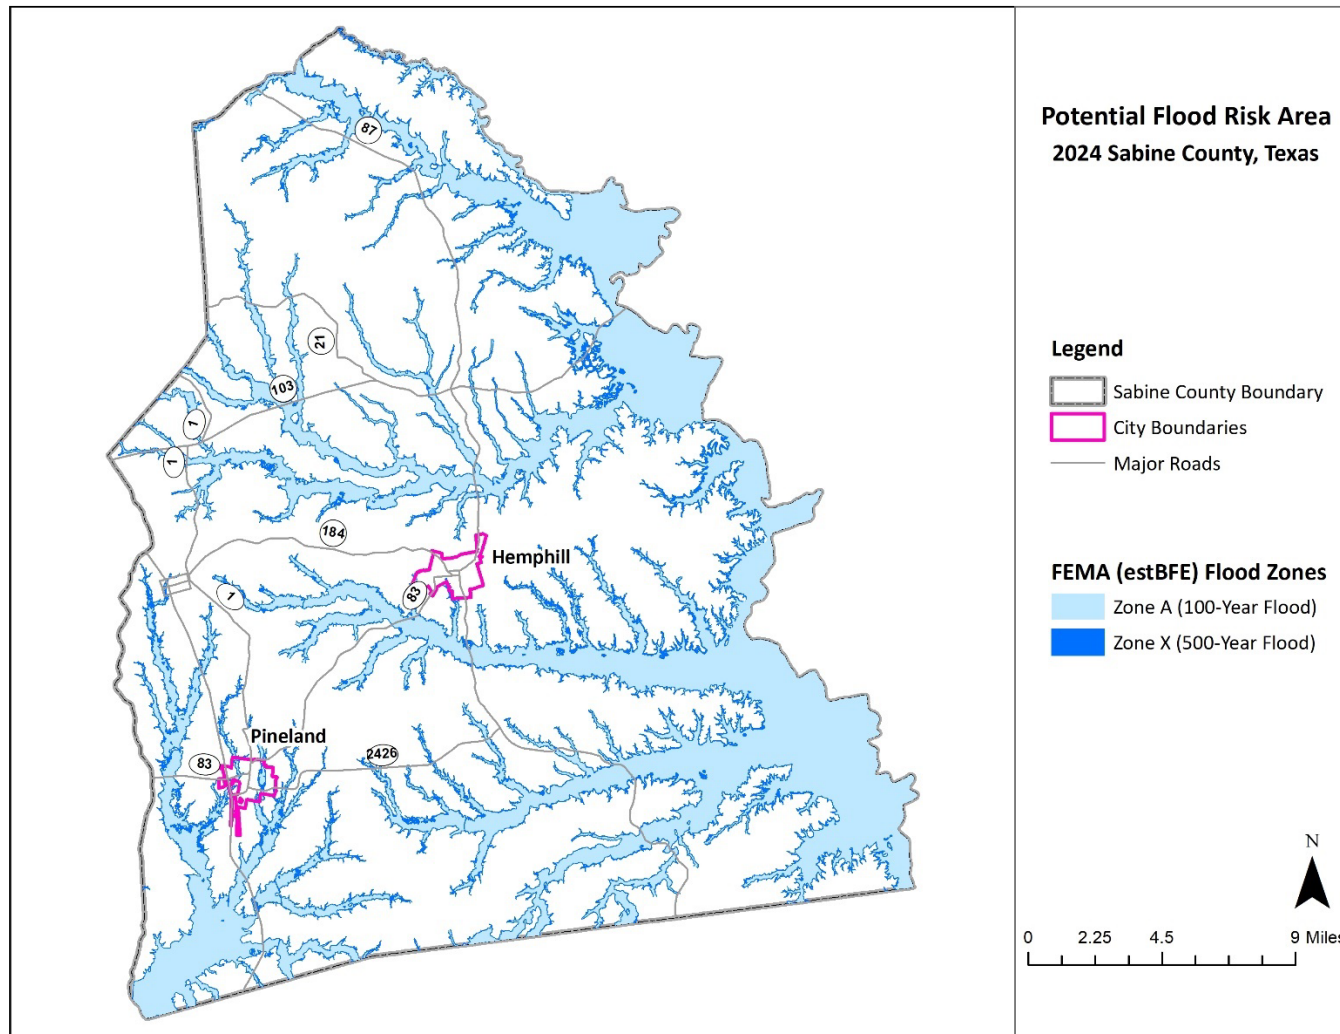 Potential Flood Risk Area
2024 Sabine County, Texas
87
21
103
1
1
184
Hemphill
83
1
Pineland
83
2426
Legend
Sabine County Boundary
City Boundaries
Major Roads
FEMA (estBFE) Flood Zones
Zone A (100-Year Flood)
Zone X (500-Year Flood)
N
0 2.25 4.5 9 Miles